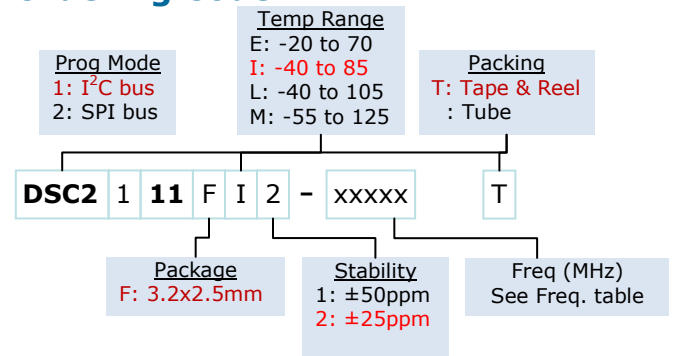 Temp Range
E: -20 to 70
I: -40 to 85
L: -40 to 105
M: -55 to 125
Prog Mode
1: I²C bus
2: SPI bus
Packing
T: Tape & Reel
: Tube
DSC2 1 11 F I 2 – xxxxx T
Package
F: 3.2x2.5mm
Stability
1: ±50ppm
2: ±25ppm
Freq (MHz)
See Freq. table